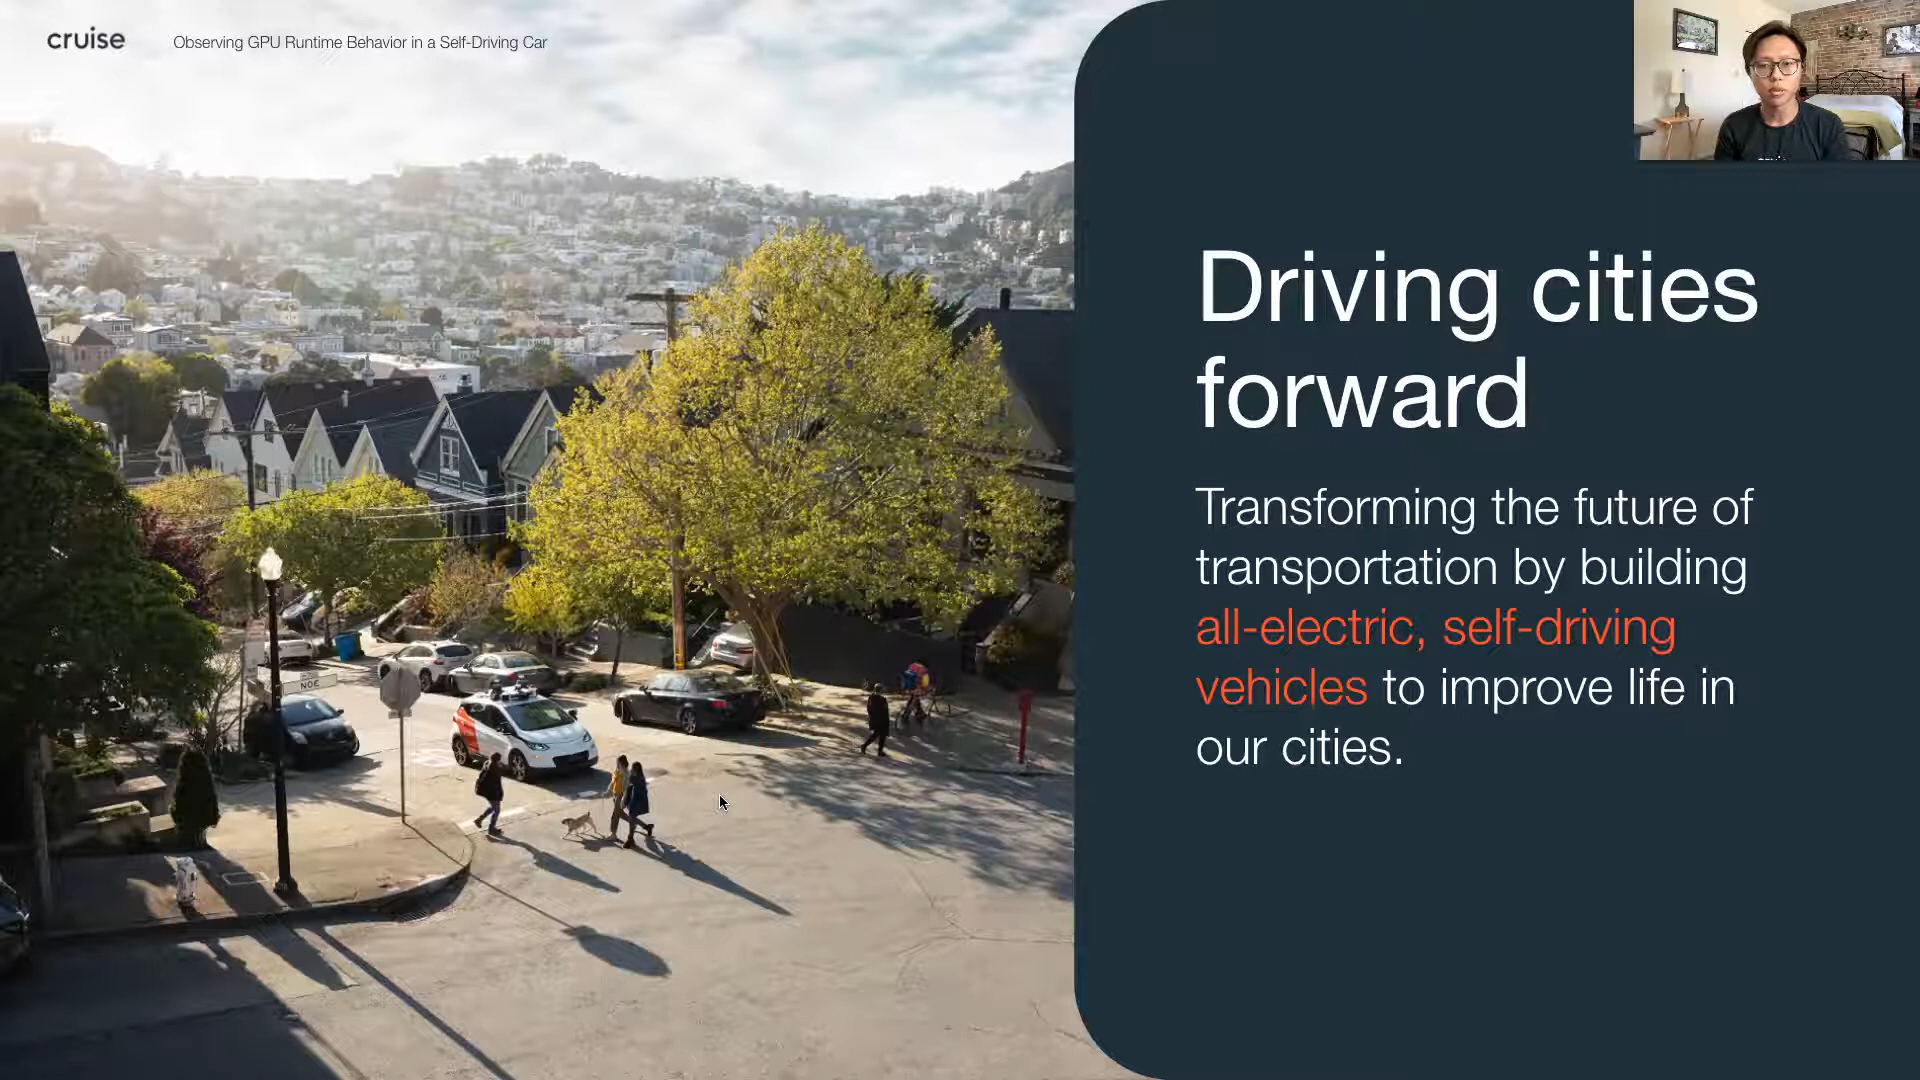 cruise
Observing GPU Runtime Behavior in a Self-Driving Car
Driving cities
forward
Transforming the future of
transportation by building
all-electric, self-driving
vehicles to improve life in
our cities.
NOE